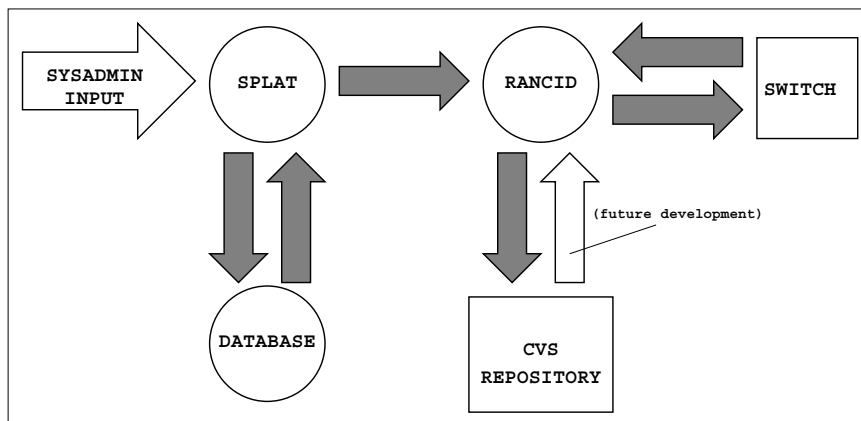 SYSADMIN
INPUT
SPLAT
RANCID
SWITCH
(future development)
DATABASE
CVS
REPOSITORY